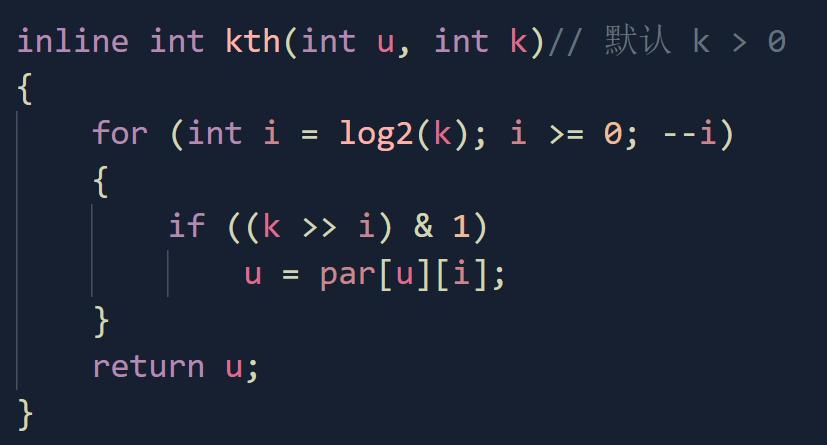 inline int kth(int u, int k)// 默认 k > 0
{
    for (int i = log2(k); i >= 0; --i)
    {
        if ((k >> i) & 1)
            u = par[u][i];
    }
    return u;
}